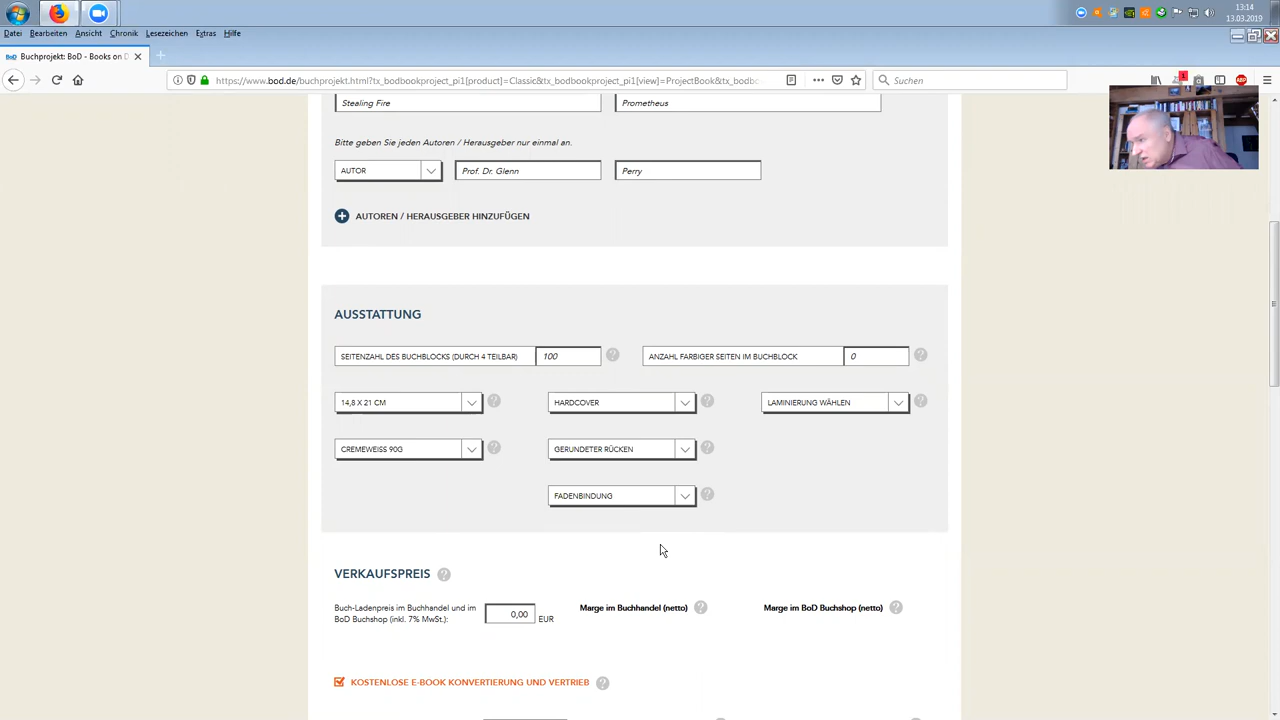 13:14
13.03.2019
Datei Bearbeiten Ansicht Chronik Lesezeichen Extras Hilfe
BoD Buchprojekt: BoD - Books on D
https://www.bod.de/buchprojekt.html?tx_bodbookproject_pi1[product]=Classic&tx_bodbookproject_pi1[view]=ProjectBook&tx_bodbo
Suchen
1
ABP
Stealing Fire Prometheus
Bitte geben Sie jeden Autoren / Herausgeber nur einmal an.
AUTOR Prof. Dr. Glenn Perry
AUTOREN / HERAUSGEBER HINZUFÜGEN
AUSSTATTUNG
SEITENZAHL DES BUCHBLOCKS (DURCH 4 TEILBAR) 100 ? ANZAHL FARBIGER SEITEN IM BUCHBLOCK 0 ?
14,8 X 21 CM ? HARDCOVER ? LAMINIERUNG WÄHLEN ?
CREMEWEISS 90G ? GERUNDETER RÜCKEN ?
FADENBINDUNG ?
VERKAUFSPREIS ?
Buch-Ladenpreis im Buchhandel und im
BoD Buchshop (inkl. 7% MwSt.): 0,00 EUR
Marge im Buchhandel (netto) ? Marge im BoD Buchshop (netto) ?
KOSTENLOSE E-BOOK KONVERTIERUNG UND VERTRIEB ?